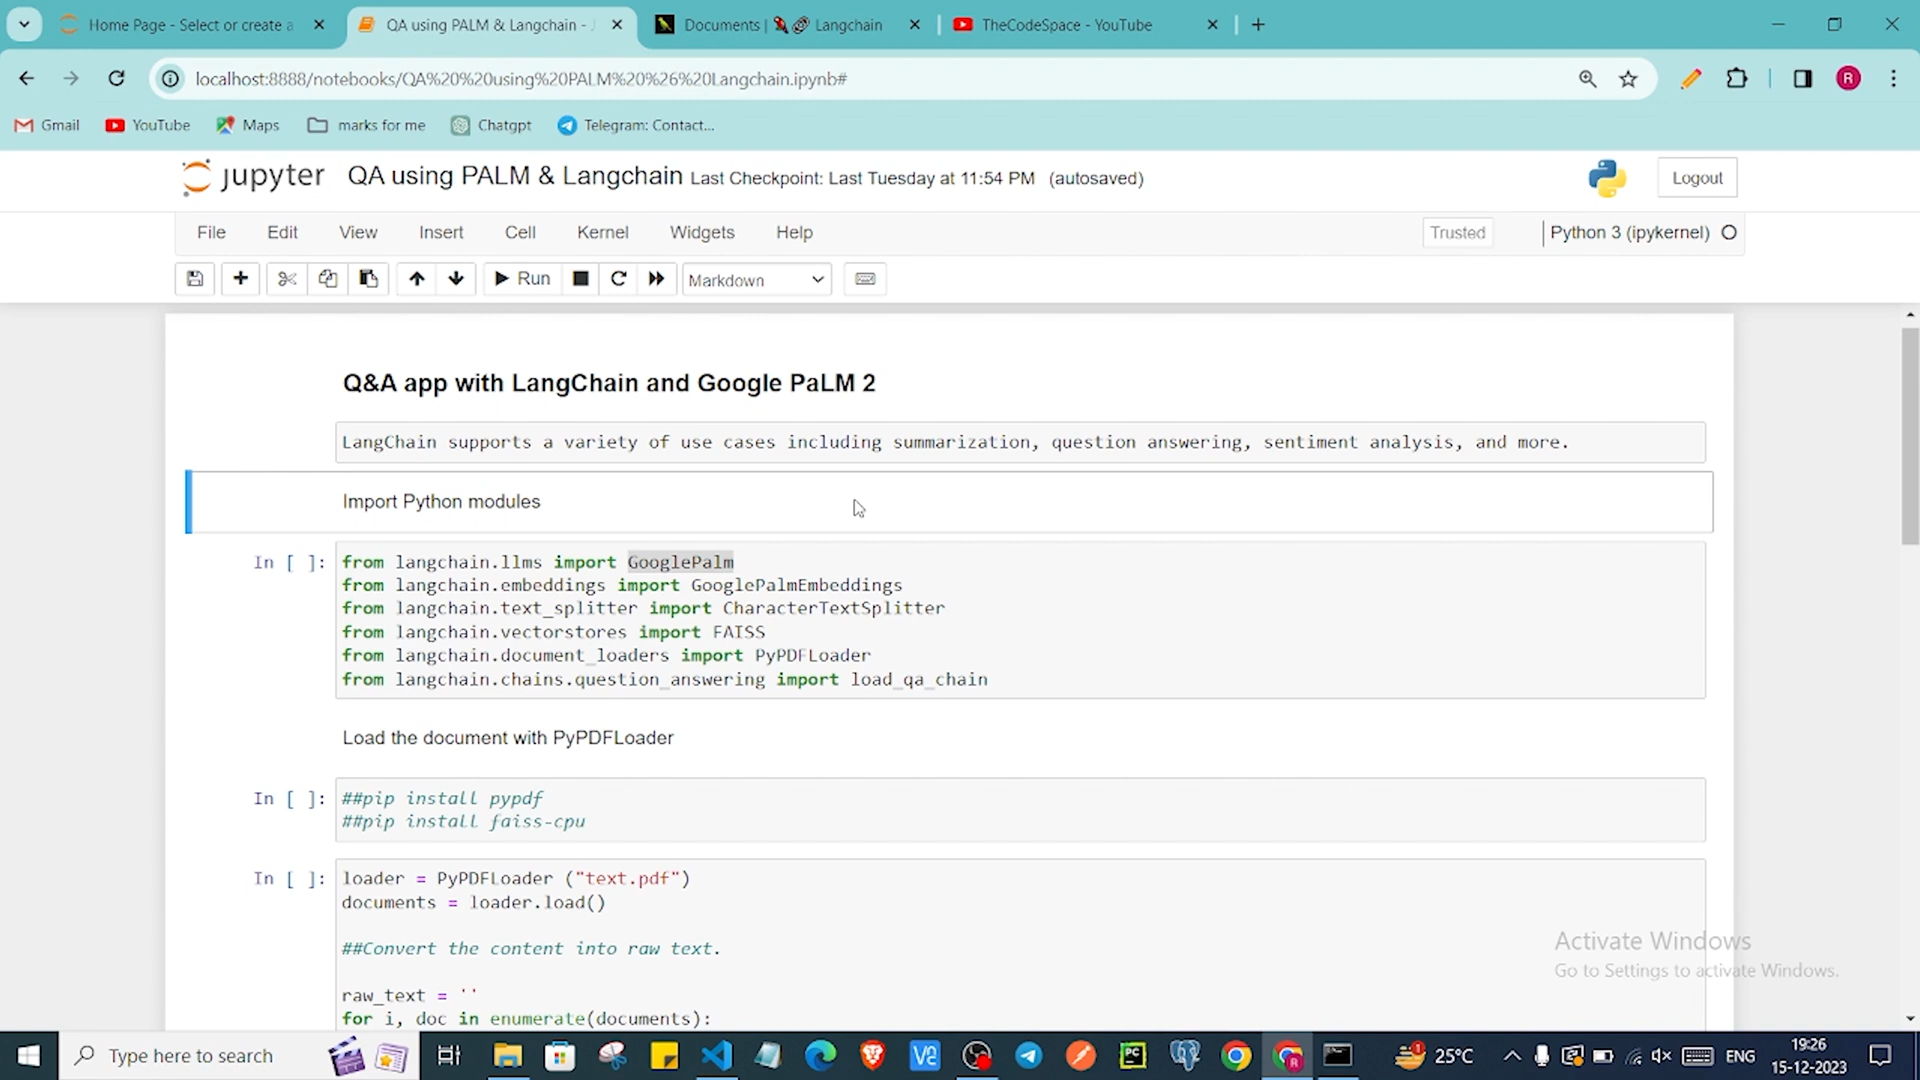 Home Page - Select or create a
QA using PALM & Langchain - J
Documents | Langchain
TheCodeSpace - YouTube
localhost:8888/notebooks/QA%20%20using%20PALM%20%26%20Langchain.ipynb#
R
Gmail
YouTube
Maps
marks for me
Chatgpt
Telegram: Contact...
jupyter QA using PALM & Langchain Last Checkpoint: Last Tuesday at 11:54 PM (autosaved)
Logout
File Edit View Insert Cell Kernel Widgets Help
Trusted
Python 3 (ipykernel)
Run
Markdown
Q&A app with LangChain and Google PaLM 2
LangChain supports a variety of use cases including summarization, question answering, sentiment analysis, and more.
Import Python modules
In [ ]: from langchain.llms import GooglePalm
from langchain.embeddings import GooglePalmEmbeddings
from langchain.text_splitter import CharacterTextSplitter
from langchain.vectorstores import FAISS
from langchain.document_loaders import PyPDFLoader
from langchain.chains.question_answering import load_qa_chain
Load the document with PyPDFLoader
In [ ]: ##pip install pypdf
##pip install faiss-cpu
In [ ]: loader = PyPDFLoader ("text.pdf")
documents = loader.load()
##Convert the content into raw text.
raw_text = ''
for i, doc in enumerate(documents):
Activate Windows
Go to Settings to activate Windows.
Type here to search
25°C
ENG
19:26
15-12-2023